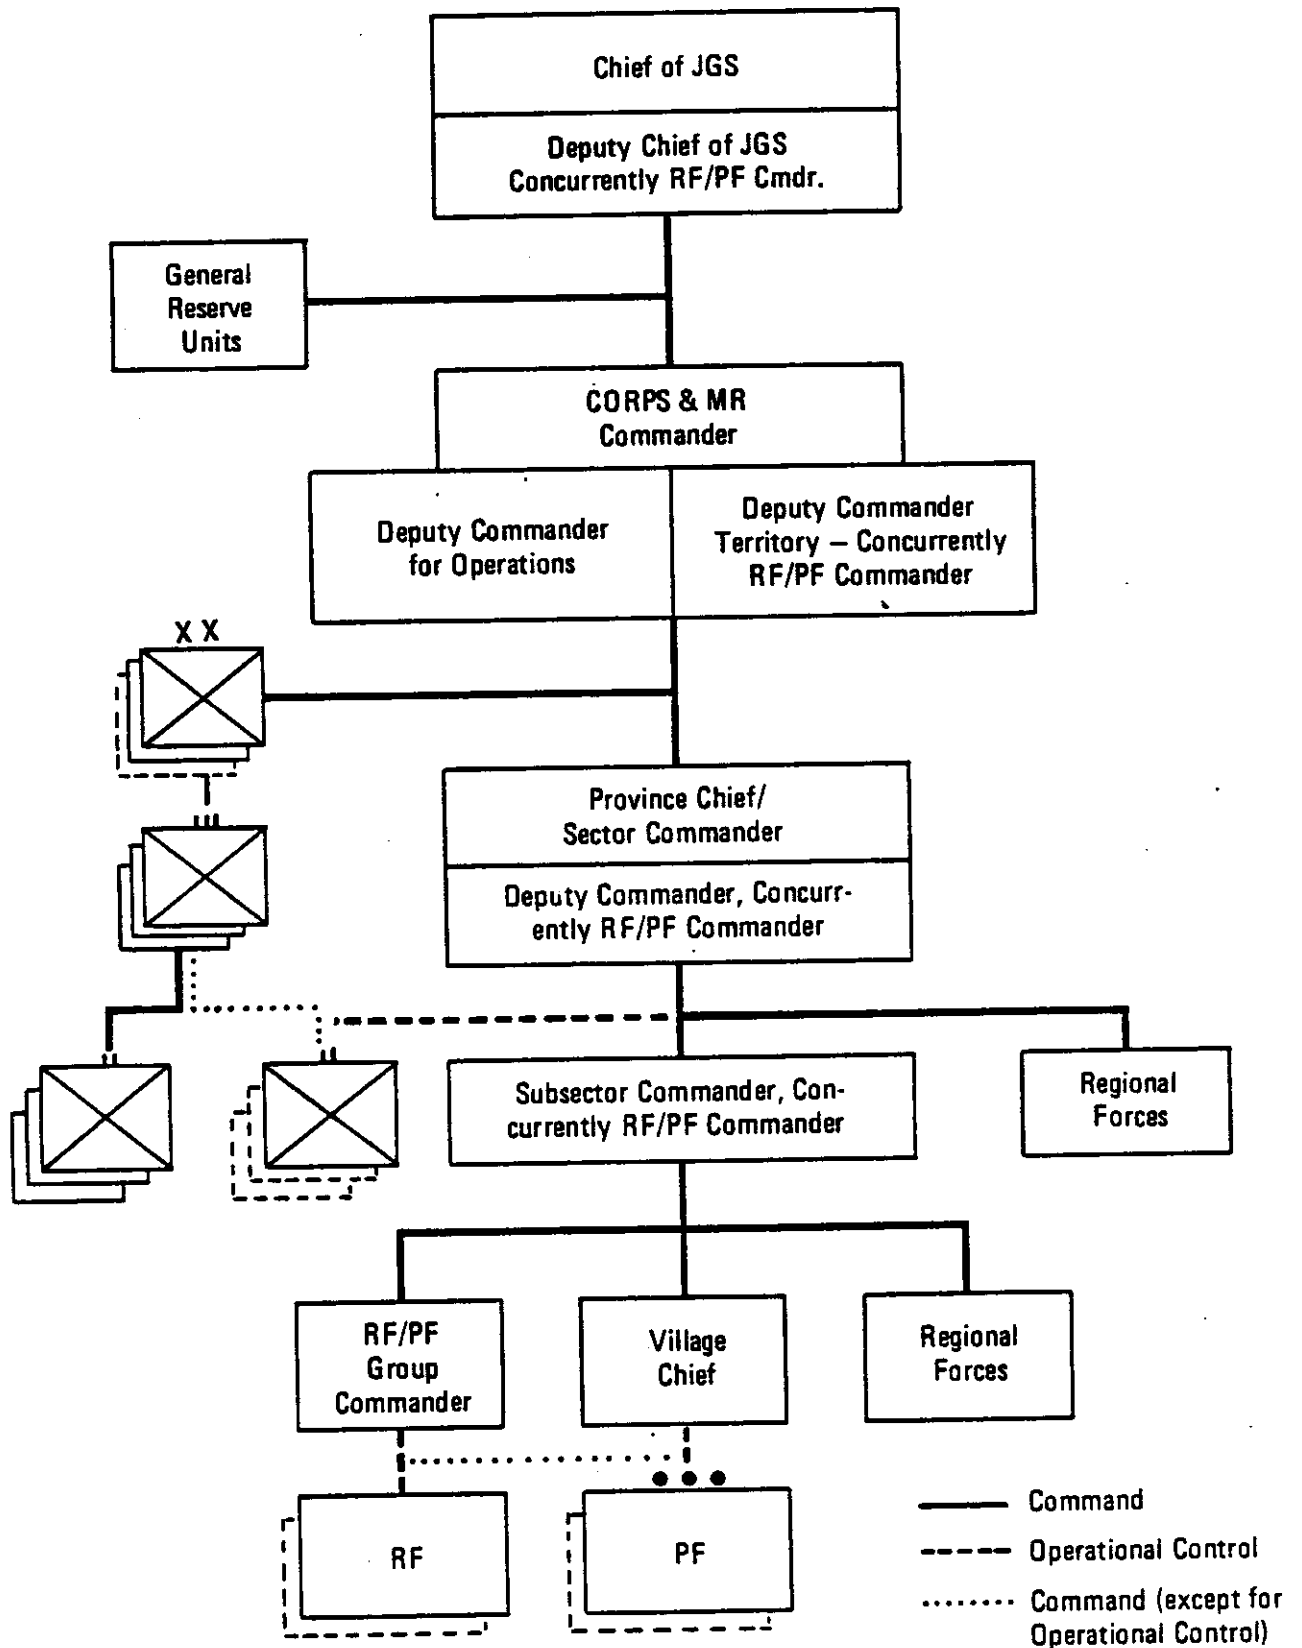 Chief of JGS
Deputy Chief of JGS
Concurrently RF/PF Cmdr.
General
Reserve
Units
CORPS & MR
Commander
Deputy Commander
for Operations
Deputy Commander
Territory – Concurrently
RF/PF Commander
X X
Province Chief/
Sector Commander
Deputy Commander, Concurr-
ently RF/PF Commander
Subsector Commander, Con-
currently RF/PF Commander
Regional
Forces
RF/PF
Group
Commander
Village
Chief
Regional
Forces
RF
PF
Command
Operational Control
Command (except for
Operational Control)